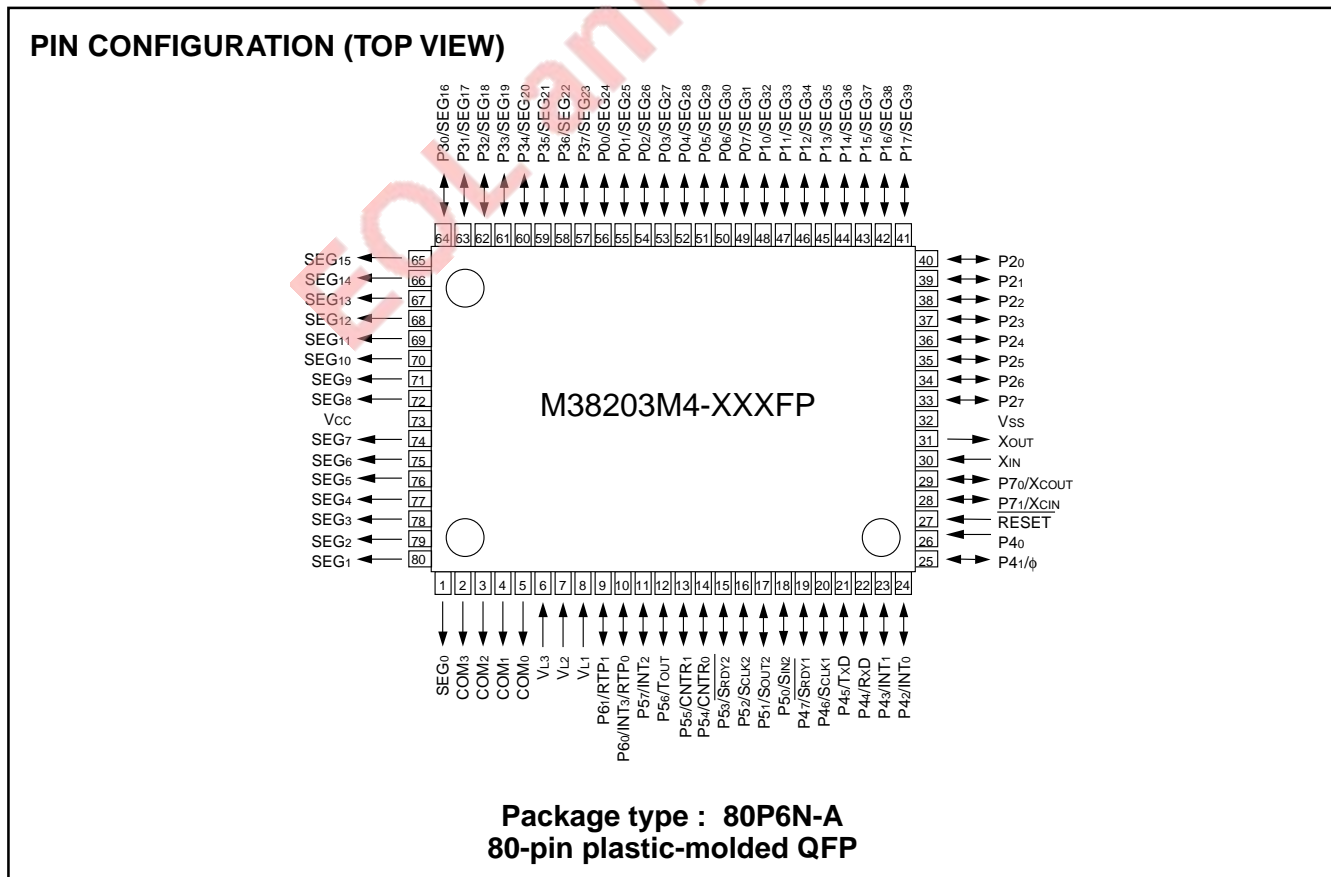 EOL ann
PIN CONFIGURATION (TOP VIEW)
P30/SEG16
P31/SEG17
P32/SEG18
P33/SEG19
P34/SEG20
P35/SEG21
P36/SEG22
P37/SEG23
P00/SEG24
P01/SEG25
P02/SEG26
P03/SEG27
P04/SEG28
P05/SEG29
P06/SEG30
P07/SEG31
P10/SEG32
P11/SEG33
P12/SEG34
P13/SEG35
P14/SEG36
P15/SEG37
P16/SEG38
P17/SEG39
64 63 62 61 60 59 58 57 56 55 54 53 52 51 50 49 48 47 46 45 44 43 42 41
SEG15 65
SEG14 66
SEG13 67
SEG12 68
SEG11 69
SEG10 70
SEG9 71
SEG8 72
VCC 73
SEG7 74
SEG6 75
SEG5 76
SEG4 77
SEG3 78
SEG2 79
SEG1 80
M38203M4-XXXFP
40 P20
39 P21
38 P22
37 P23
36 P24
35 P25
34 P26
33 P27
32 VSS
31 XOUT
30 XIN
29 P70/XCOUT
28 P71/XCIN
27 RESET
26 P40
25 P41/ϕ
1 2 3 4 5 6 7 8 9 10 11 12 13 14 15 16 17 18 19 20 21 22 23 24
SEG0
COM3
COM2
COM1
COM0
VL3
VL2
VL1
P61/RTP1
P60/INT3/RTP0
P57/INT2
P56/TOUT
P55/CNTR1
P54/CNTR0
P53/SRDY2
P52/SCLK2
P51/SOUT2
P50/SIN2
P47/SRDY1
P46/SCLK1
P45/TXD
P44/RXD
P43/INT1
P42/INT0
Package type : 80P6N-A
80-pin plastic-molded QFP